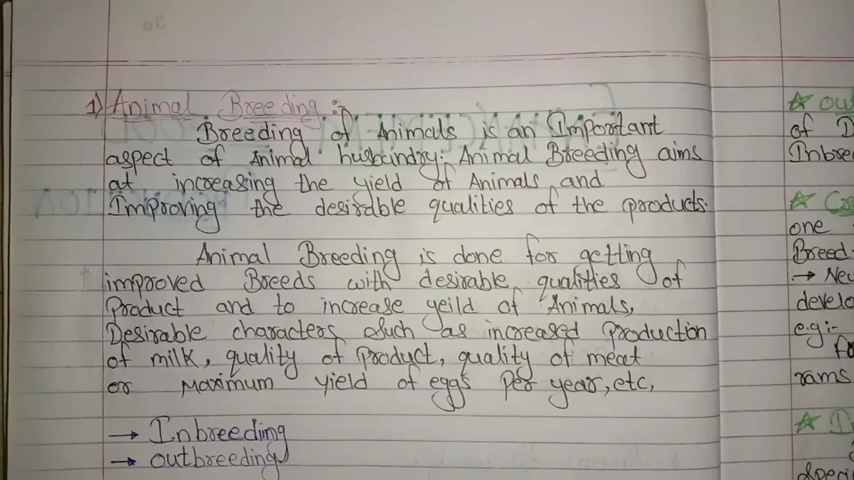 1) Animal Breeding :-
Breeding of Animals is an Important
aspect of Animal husbandry. Animal Breeding aims
at increasing the yield of Animals and
Improving the desirable qualities of the products.
Animal Breeding is done for getting
improved Breeds with desirable qualities of
Product and to increase yeild of Animals,
Desirable characters such as increased Production
of milk, quality of Product, quality of meat
or Maximum yield of eggs Per year, etc,
→ Inbreeding
→ outbreeding
☆ out
of D
Inbree
☆
one
Breed.
→ Ne
develo
e.g:-
fo
rams
☆ I
speci